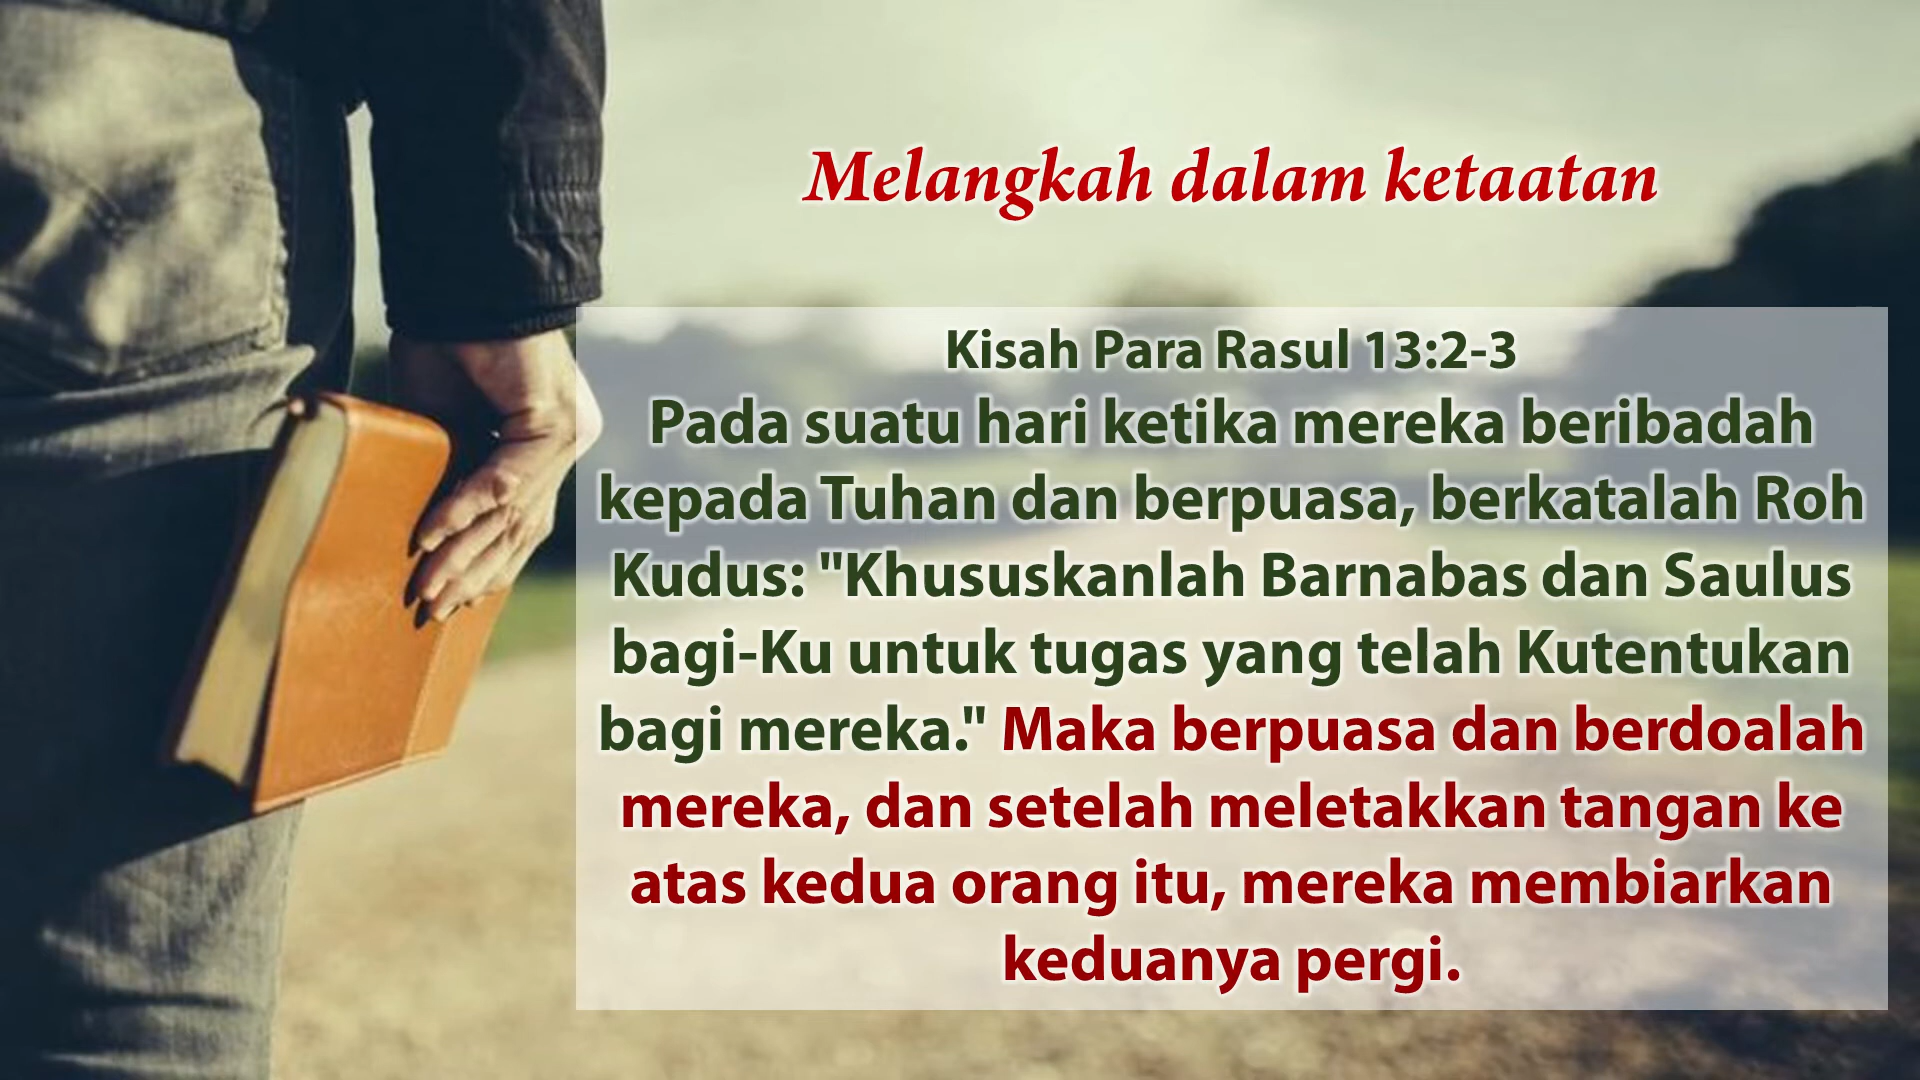 Melangkah dalam ketaatan
Kisah Para Rasul 13:2-3
Pada suatu hari ketika mereka beribadah
kepada Tuhan dan berpuasa, berkatalah Roh
Kudus: "Khususkanlah Barnabas dan Saulus
bagi-Ku untuk tugas yang telah Kutentukan
bagi mereka." Maka berpuasa dan berdoalah
mereka, dan setelah meletakkan tangan ke
atas kedua orang itu, mereka membiarkan
keduanya pergi.